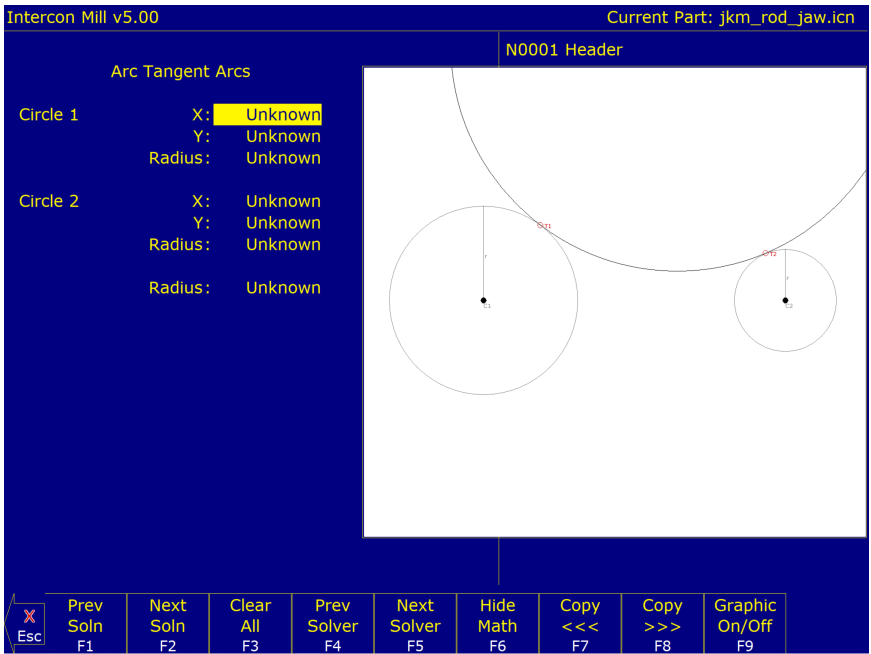 Intercon Mill v5.00
Current Part: jkm_rod_jaw.icn
N0001 Header
Arc Tangent Arcs
Circle 1 X: Unknown
Y: Unknown
Radius: Unknown
Circle 2 X: Unknown
Y: Unknown
Radius: Unknown
Radius: Unknown
T1
T2
r
r
C1
C2
X Esc
Prev Soln F1
Next Soln F2
Clear All F3
Prev Solver F4
Next Solver F5
Hide Math F6
Copy <<< F7
Copy >>> F8
Graphic On/Off F9